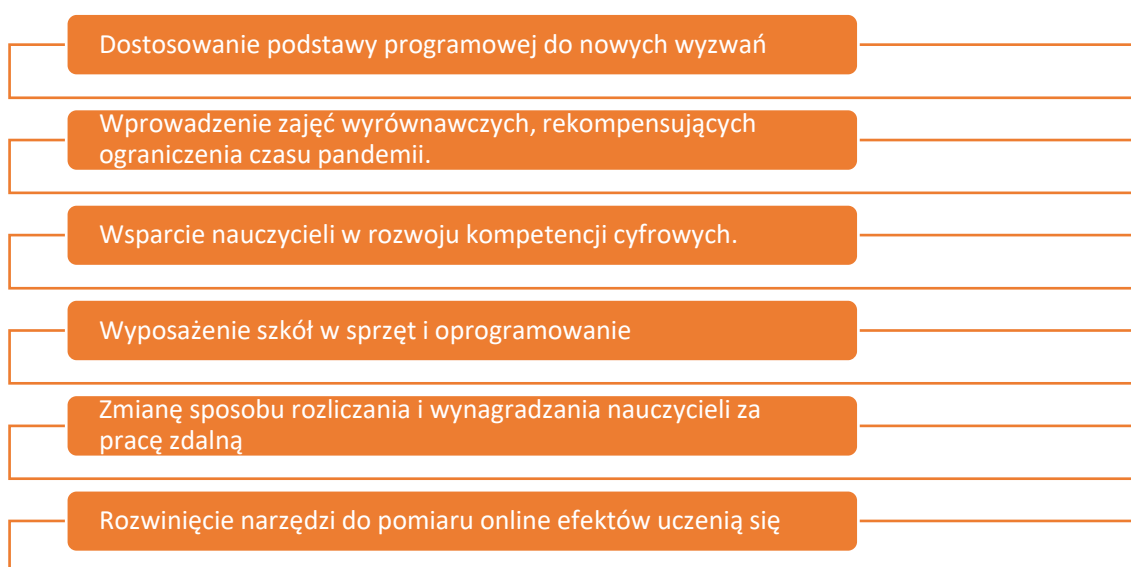 Dostosowanie podstawy programowej do nowych wyzwań
Wprowadzenie zajęć wyrównawczych, rekompensujących
ograniczenia czasu pandemii.
Wsparcie nauczycieli w rozwoju kompetencji cyfrowych.
Wyposażenie szkół w sprzęt i oprogramowanie
Zmianę sposobu rozliczania i wynagradzania nauczycieli za
pracę zdalną
Rozwinięcie narzędzi do pomiaru online efektów uczenią się